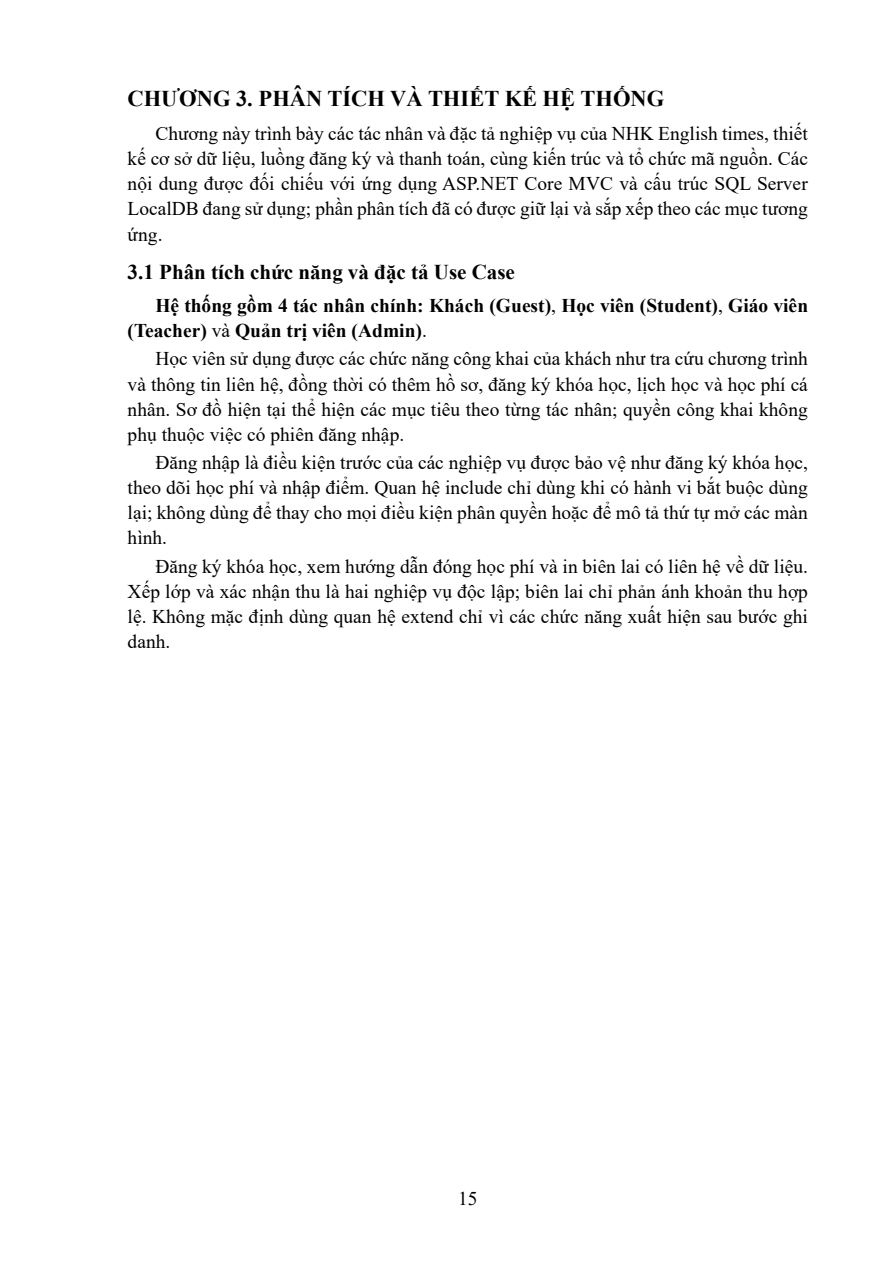 CHƯƠNG 3. PHÂN TÍCH VÀ THIẾT KẾ HỆ THỐNG
Chương này trình bày các tác nhân và đặc tả nghiệp vụ của NHK English times, thiết
kế cơ sở dữ liệu, luồng đăng ký và thanh toán, cùng kiến trúc và tổ chức mã nguồn. Các
nội dung được đối chiếu với ứng dụng ASP.NET Core MVC và cấu trúc SQL Server
LocalDB đang sử dụng; phần phân tích đã có được giữ lại và sắp xếp theo các mục tương
ứng.
3.1 Phân tích chức năng và đặc tả Use Case
Hệ thống gồm 4 tác nhân chính: Khách (Guest), Học viên (Student), Giáo viên
(Teacher) và Quản trị viên (Admin).
Học viên sử dụng được các chức năng công khai của khách như tra cứu chương trình
và thông tin liên hệ, đồng thời có thêm hồ sơ, đăng ký khóa học, lịch học và học phí cá
nhân. Sơ đồ hiện tại thể hiện các mục tiêu theo từng tác nhân; quyền công khai không
phụ thuộc việc có phiên đăng nhập.
Đăng nhập là điều kiện trước của các nghiệp vụ được bảo vệ như đăng ký khóa học,
theo dõi học phí và nhập điểm. Quan hệ include chỉ dùng khi có hành vi bắt buộc dùng
lại; không dùng để thay cho mọi điều kiện phân quyền hoặc để mô tả thứ tự mở các màn
hình.
Đăng ký khóa học, xem hướng dẫn đóng học phí và in biên lai có liên hệ về dữ liệu.
Xếp lớp và xác nhận thu là hai nghiệp vụ độc lập; biên lai chỉ phản ánh khoản thu hợp
lệ. Không mặc định dùng quan hệ extend chỉ vì các chức năng xuất hiện sau bước ghi
danh.
15